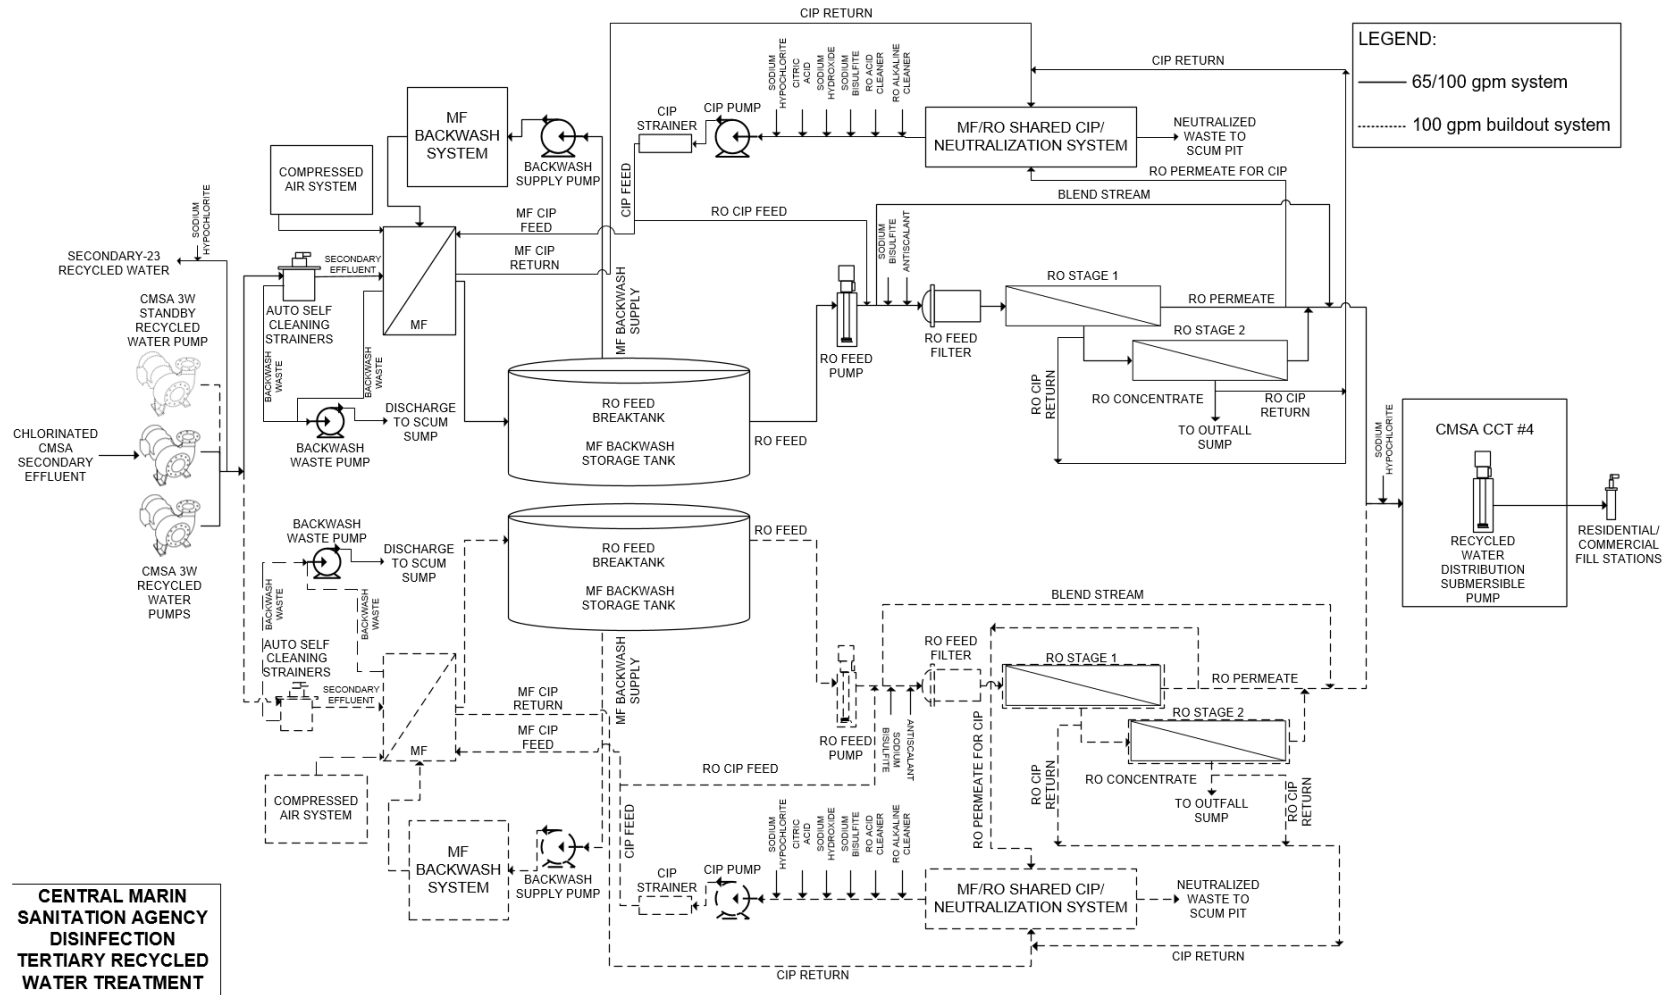 CIP RETURN
LEGEND:
65/100 gpm system
100 gpm buildout system
CIP RETURN
SODIUM
HYPOCHLORITE
CITRIC
ACID
SODIUM
HYDROXIDE
SODIUM
BISULFITE
RO ACID
CLEANER
RO ALKALINE
CLEANER
CIP
STRAINER
CIP PUMP
MF
BACKWASH
SYSTEM
BACKWASH
SUPPLY PUMP
MF/RO SHARED CIP/
NEUTRALIZATION SYSTEM
NEUTRALIZED
WASTE TO
SCUM PIT
COMPRESSED
AIR SYSTEM
CIP FEED
RO PERMEATE FOR CIP
BLEND STREAM
SODIUM
HYPOCHLORITE
MF CIP
FEED
RO CIP FEED
SECONDARY-23
RECYCLED WATER
SECONDARY
EFFLUENT
MF CIP
RETURN
SODIUM
BISULFITE
ANTISCALANT
RO STAGE 1
CMSA 3W
STANDBY
RECYCLED
WATER PUMP
AUTO SELF
CLEANING
STRAINERS
MF
MF BACKWASH
SUPPLY
RO PERMEATE
RO STAGE 2
RO FEED
PUMP
RO FEED
FILTER
BACKWASH
WASTE
BACKWASH
WASTE
RO CIP
RETURN
RO CONCENTRATE
RO CIP
RETURN
DISCHARGE
TO SCUM
SUMP
RO FEED
BREAKTANK
MF BACKWASH
STORAGE TANK
RO FEED
TO OUTFALL
SUMP
CHLORINATED
CMSA
SECONDARY
EFFLUENT
BACKWASH
WASTE PUMP
SODIUM
HYPOCHLORITE
CMSA CCT #4
BACKWASH
WASTE PUMP
DISCHARGE
TO SCUM
SUMP
RO FEED
BREAKTANK
MF BACKWASH
STORAGE TANK
RO FEED
RECYCLED
WATER
DISTRIBUTION
SUBMERSIBLE
PUMP
RESIDENTIAL/
COMMERCIAL
FILL STATIONS
CMSA 3W
RECYCLED
WATER
PUMPS
BACKWASH
WASTE
BACKWASH
WASTE
BLEND STREAM
AUTO SELF
CLEANING
STRAINERS
MF BACKWASH
SUPPLY
RO FEED
FILTER
RO STAGE 1
SECONDARY
EFFLUENT
MF CIP
RETURN
RO PERMEATE
RO STAGE 2
MF CIP
FEED
MF
RO FEED
PUMP
BISULFITE
SODIUM
ANTISCALANT
RO PERMEATE FOR CIP
RO CIP FEED
RO CIP
RETURN
RO CONCENTRATE
RO CIP
RETURN
COMPRESSED
AIR SYSTEM
TO OUTFALL
SUMP
CIP FEED
SODIUM
HYPOCHLORITE
CITRIC
ACID
SODIUM
HYDROXIDE
SODIUM
BISULFITE
RO ACID
CLEANER
RO ALKALINE
CLEANER
MF
BACKWASH
SYSTEM
BACKWASH
SUPPLY PUMP
CIP
STRAINER
CIP PUMP
MF/RO SHARED CIP/
NEUTRALIZATION SYSTEM
NEUTRALIZED
WASTE TO
SCUM PIT
CIP RETURN
CIP RETURN
CENTRAL MARIN
SANITATION AGENCY
DISINFECTION
TERTIARY RECYCLED
WATER TREATMENT